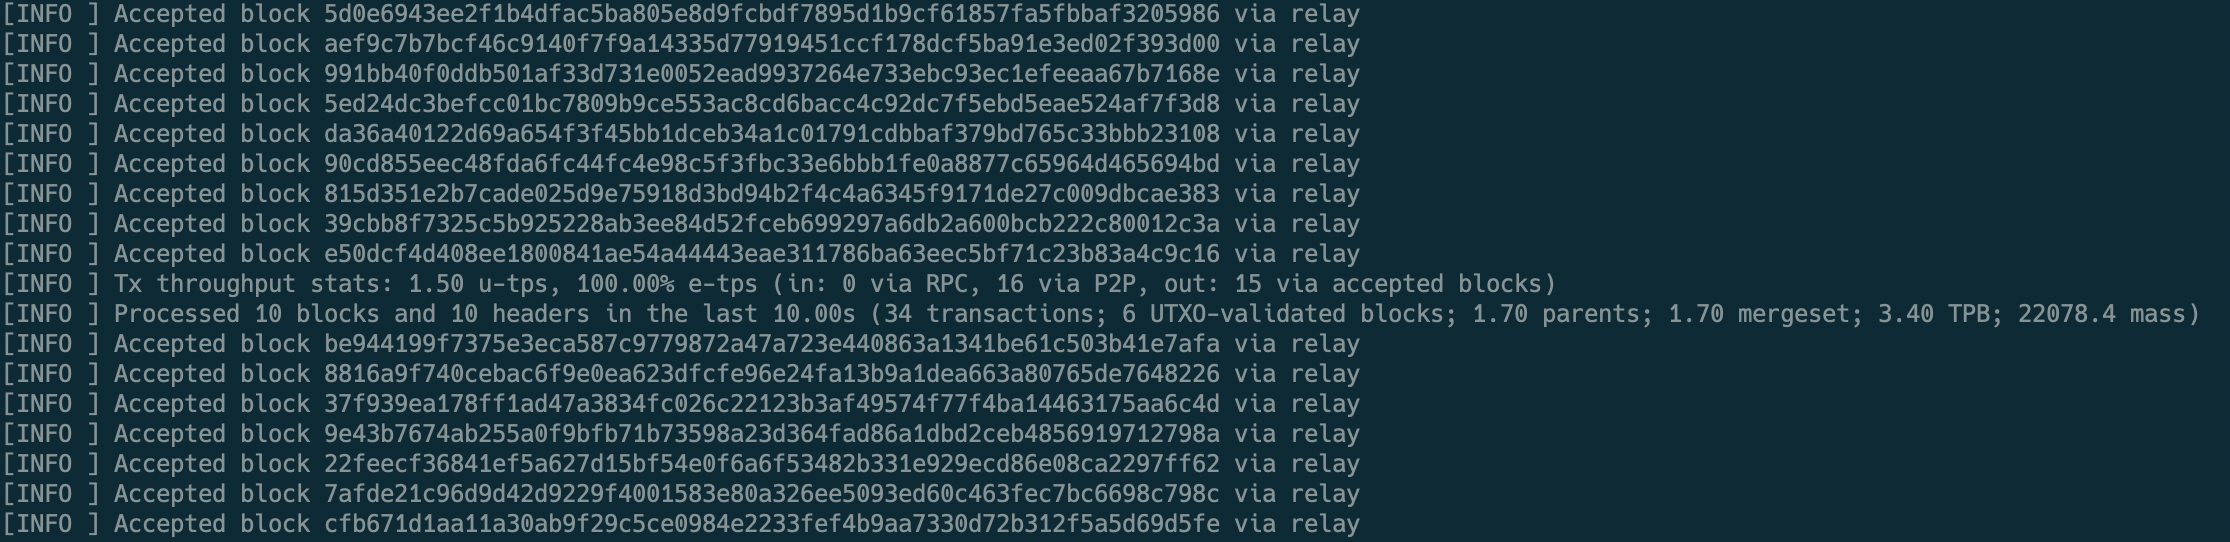 [INFO ] Accepted block 5d0e6943ee2f1b4dfac5ba805e8d9fcbdf7895d1b9cf61857fa5fbbaf3205986 via relay
[INFO ] Accepted block aef9c7b7bcf46c9140f7f9a14335d77919451ccf178dcf5ba91e3ed02f393d00 via relay
[INFO ] Accepted block 991bb40f0ddb501af33d731e0052ead9937264e733ebc93ec1efeeaa67b7168e via relay
[INFO ] Accepted block 5ed24dc3befcc01bc7809b9ce553ac8cd6bacc4c92dc7f5ebd5eae524af7f3d8 via relay
[INFO ] Accepted block da36a40122d69a654f3f45bb1dceb34a1c01791cdbbaf379bd765c33bbb23108 via relay
[INFO ] Accepted block 90cd855eec48fda6fc44fc4e98c5f3fbc33e6bbb1fe0a8877c65964d465694bd via relay
[INFO ] Accepted block 815d351e2b7cade025d9e75918d3bd94b2f4c4a6345f9171de27c009dbcae383 via relay
[INFO ] Accepted block 39cbb8f7325c5b925228ab3ee84d52fceb699297a6db2a600bcb222c80012c3a via relay
[INFO ] Accepted block e50dcf4d408ee1800841ae54a44443eae311786ba63eec5bf71c23b83a4c9c16 via relay
[INFO ] Tx throughput stats: 1.50 u-tps, 100.00% e-tps (in: 0 via RPC, 16 via P2P, out: 15 via accepted blocks)
[INFO ] Processed 10 blocks and 10 headers in the last 10.00s (34 transactions; 6 UTXO-validated blocks; 1.70 parents; 1.70 mergeset; 3.40 TPB; 22078.4 mass)
[INFO ] Accepted block be944199f7375e3eca587c9779872a47a723e440863a1341be61c503b41e7afa via relay
[INFO ] Accepted block 8816a9f740cebac6f9e0ea623dfcfe96e24fa13b9a1dea663a80765de7648226 via relay
[INFO ] Accepted block 37f939ea178ff1ad47a3834fc026c22123b3af49574f77f4ba14463175aa6c4d via relay
[INFO ] Accepted block 9e43b7674ab255a0f9bfb71b73598a23d364fad86a1dbd2ceb4856919712798a via relay
[INFO ] Accepted block 22feecf36841ef5a627d15bf54e0f6a6f53482b331e929ecd86e08ca2297ff62 via relay
[INFO ] Accepted block 7afde21c96d9d42d9229f4001583e80a326ee5093ed60c463fec7bc6698c798c via relay
[INFO ] Accepted block cfb671d1aa11a30ab9f29c5ce0984e2233fef4b9aa7330d72b312f5a5d69d5fe via relay